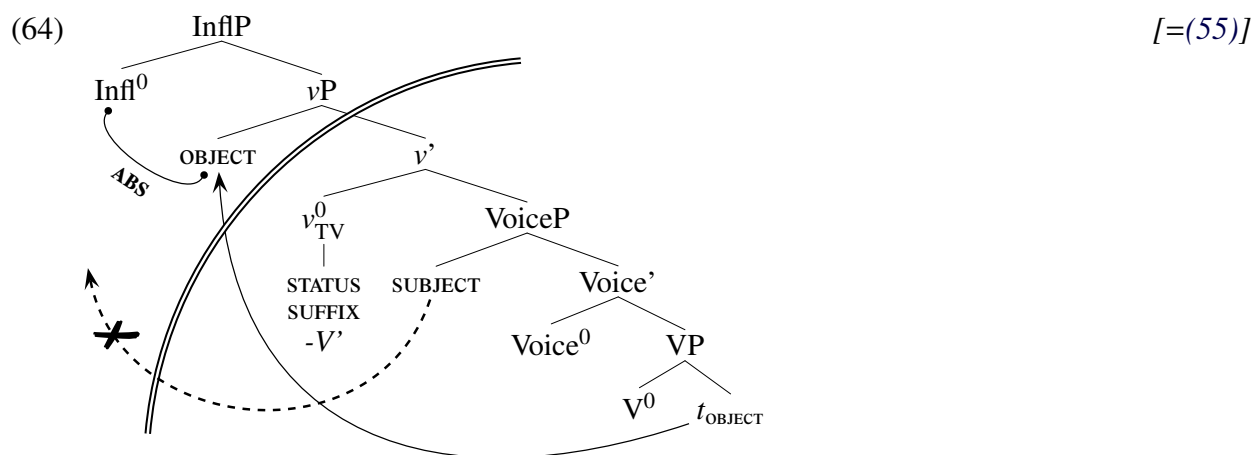 (64) InflP [=(55)]
Infl⁰ vP
OBJECT v’
ABS
v⁰TV VoiceP
STATUS SUBJECT Voice’
SUFFIX
-V’ Voice⁰ VP
V⁰ tOBJECT